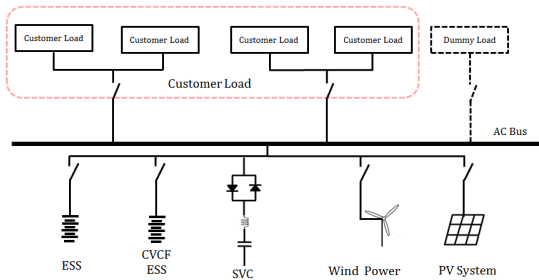 Customer Load
Customer Load
Customer Load
Customer Load
Dummy Load
Customer Load
AC Bus
ESS
CVCF
ESS
SVC
Wind Power
PV System